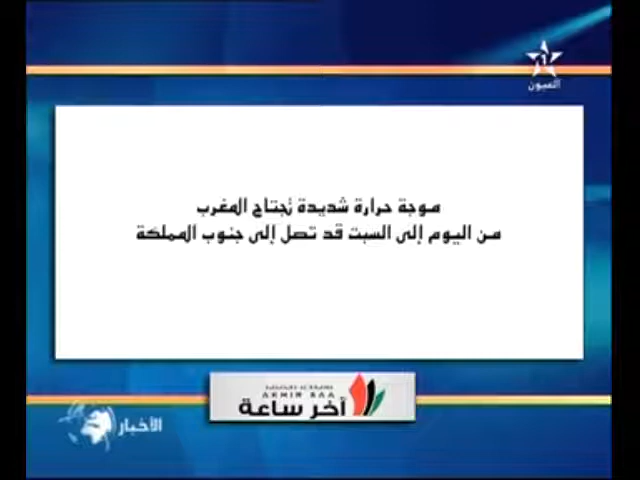 1
العيون
موجة حرارة شديدة تجتاح المغرب
من اليوم إلى السبت قد تصل إلى جنوب المملكة
AKHIR SAA
آخر ساعة
الأخبار